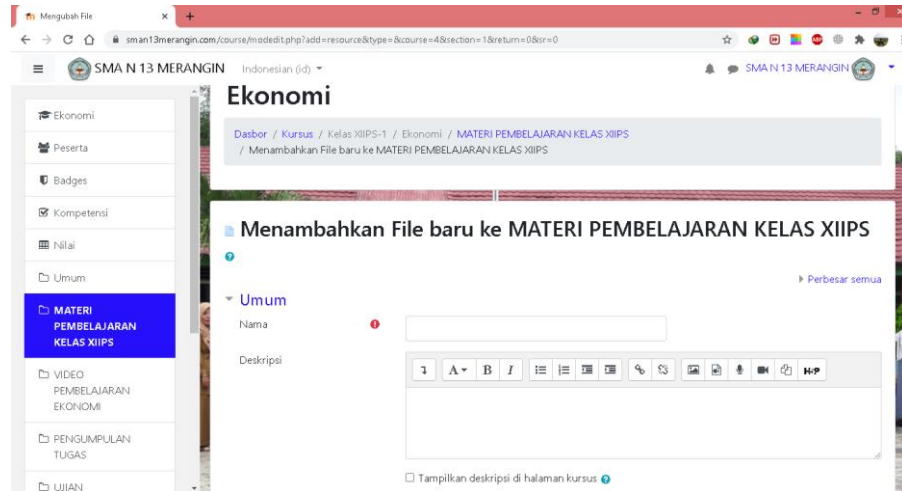 Mengubah File
sman13merangin.com/course/modedit.php?add=resource&type=&course=4&section=1&return=0&sr=0
SMA N 13 MERANGIN
Indonesian (id)
SMA N 13 MERANGIN
Ekonomi
Peserta
Badges
Kompetensi
Nilai
Umum
MATERI
PEMBELAJARAN
KELAS XIIPS
VIDEO
PEMBELAJARAN
EKONOMI
PENGUMPULAN
TUGAS
UJIAN
Ekonomi
Dasbor / Kursus / Kelas XIIPS-1 / Ekonomi / MATERI PEMBELAJARAN KELAS XIIPS
/ Menambahkan File baru ke MATERI PEMBELAJARAN KELAS XIIPS
Menambahkan File baru ke MATERI PEMBELAJARAN KELAS XIIPS
Perbesar semua
Umum
Nama
Deskripsi
A B I
H-P
Tampilkan deskripsi di halaman kursus